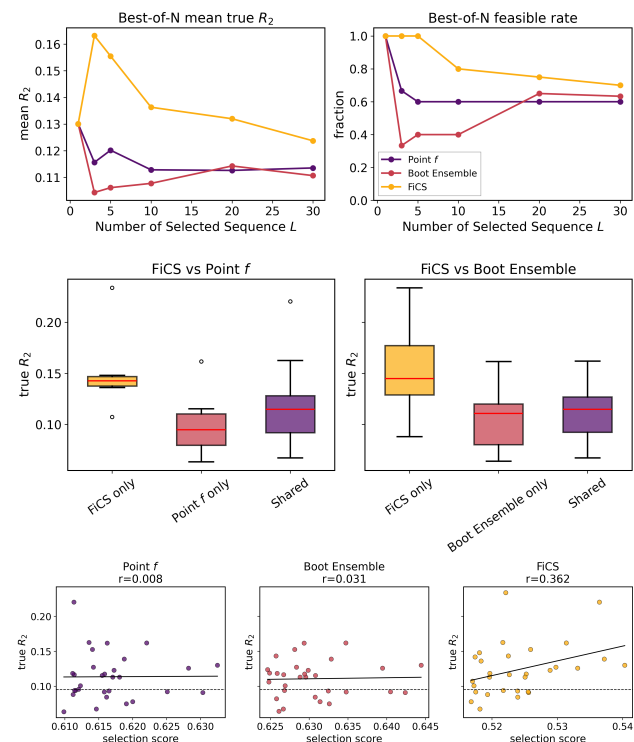 Best-of-N mean true R2
mean R2
0.16
0.15
0.14
0.13
0.12
0.11
0 5 10 15 20 25 30
Number of Selected Sequence L
Best-of-N feasible rate
fraction
1.0
0.8
0.6
0.4
0.2
0.0
Point f
Boot Ensemble
FiCS
0 5 10 15 20 25 30
Number of Selected Sequence L
FiCS vs Point f
true R2
0.20
0.15
0.10
FiCS only
Point f only
Shared
FiCS vs Boot Ensemble
true R2
FiCS only
Boot Ensemble only
Shared
Point f
r=0.008
true R2
0.20
0.15
0.10
0.610 0.615 0.620 0.625 0.630
selection score
Boot Ensemble
r=0.031
true R2
0.625 0.630 0.635 0.640 0.645
selection score
FiCS
r=0.362
true R2
0.52 0.53 0.54
selection score